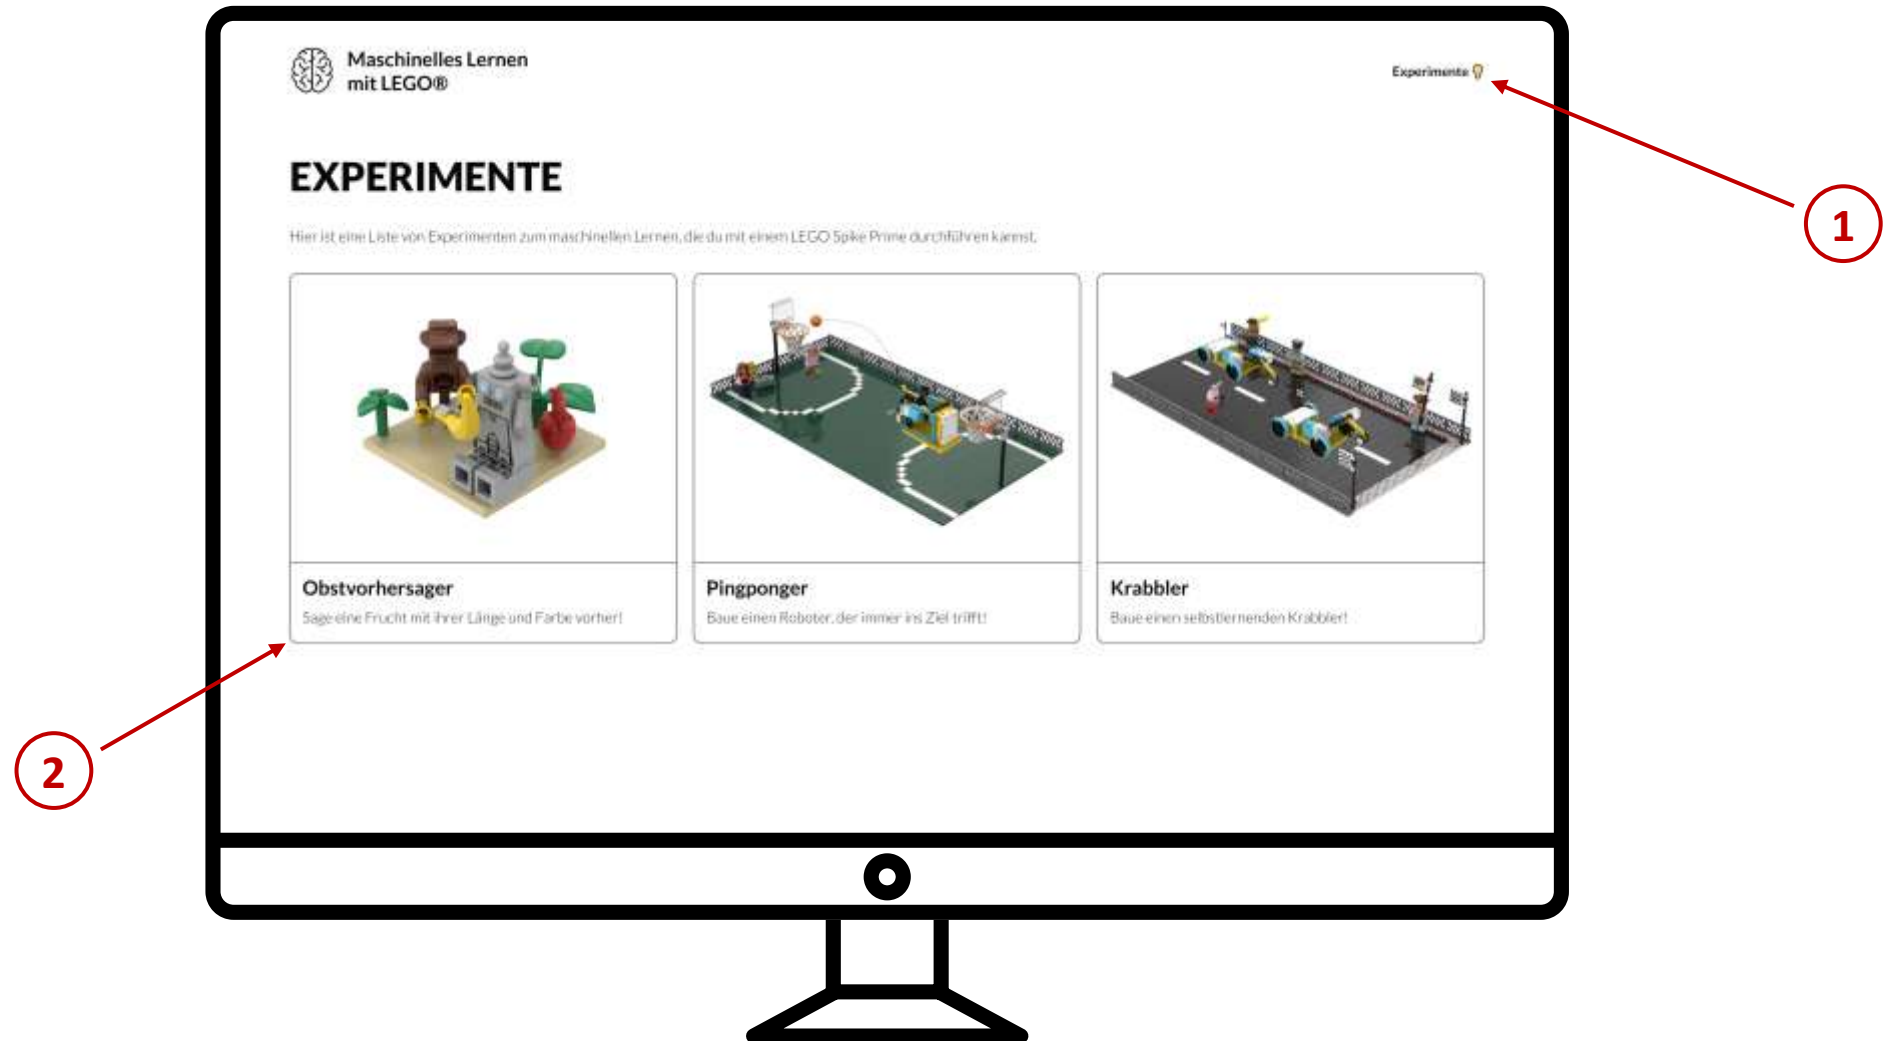 Maschinelles Lernen
mit LEGO®
Experimente
1
EXPERIMENTE
Hier ist eine Liste von Experimenten zum maschinellen Lernen, die du mit einem LEGO Spike Prime durchführen kannst.
Obstvorhersager
Sage eine Frucht mit ihrer Länge und Farbe vorher!
Pingponger
Baue einen Roboter, der immer ins Ziel trifft!
Krabbler
Baue einen selbstlernenden Krabbler!
2